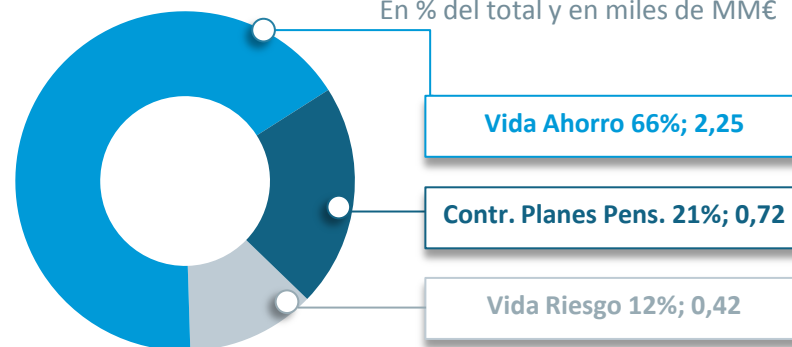 En % del total y en miles de MM€
Vida Ahorro 66%; 2,25
Contr. Planes Pens. 21%; 0,72
Vida Riesgo 12%; 0,42